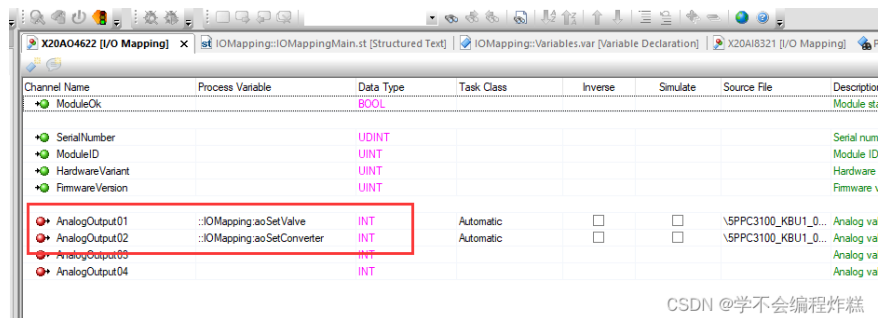 X20AO4622 [I/O Mapping] × st IOMapping::IOMappingMain.st [Structured Text] IOMapping::Variables.var [Variable Declaration] X20AI8321 [I/O Mapping]
Channel Name Process Variable Data Type Task Class Inverse Simulate Source File Description
ModuleOk BOOL Module sta
SerialNumber UDINT Serial num
ModuleID UINT Module ID
HardwareVariant UINT Hardware
FirmwareVersion UINT Firmware v
AnalogOutput01 ::IOMapping:aoSetValve INT Automatic \5PPC3100_KBU1_0... Analog va
AnalogOutput02 ::IOMapping:aoSetConverter INT Automatic \5PPC3100_KBU1_0... Analog va
AnalogOutput03 INT Analog va
AnalogOutput04 INT Analog va
CSDN @学不会编程炸糕